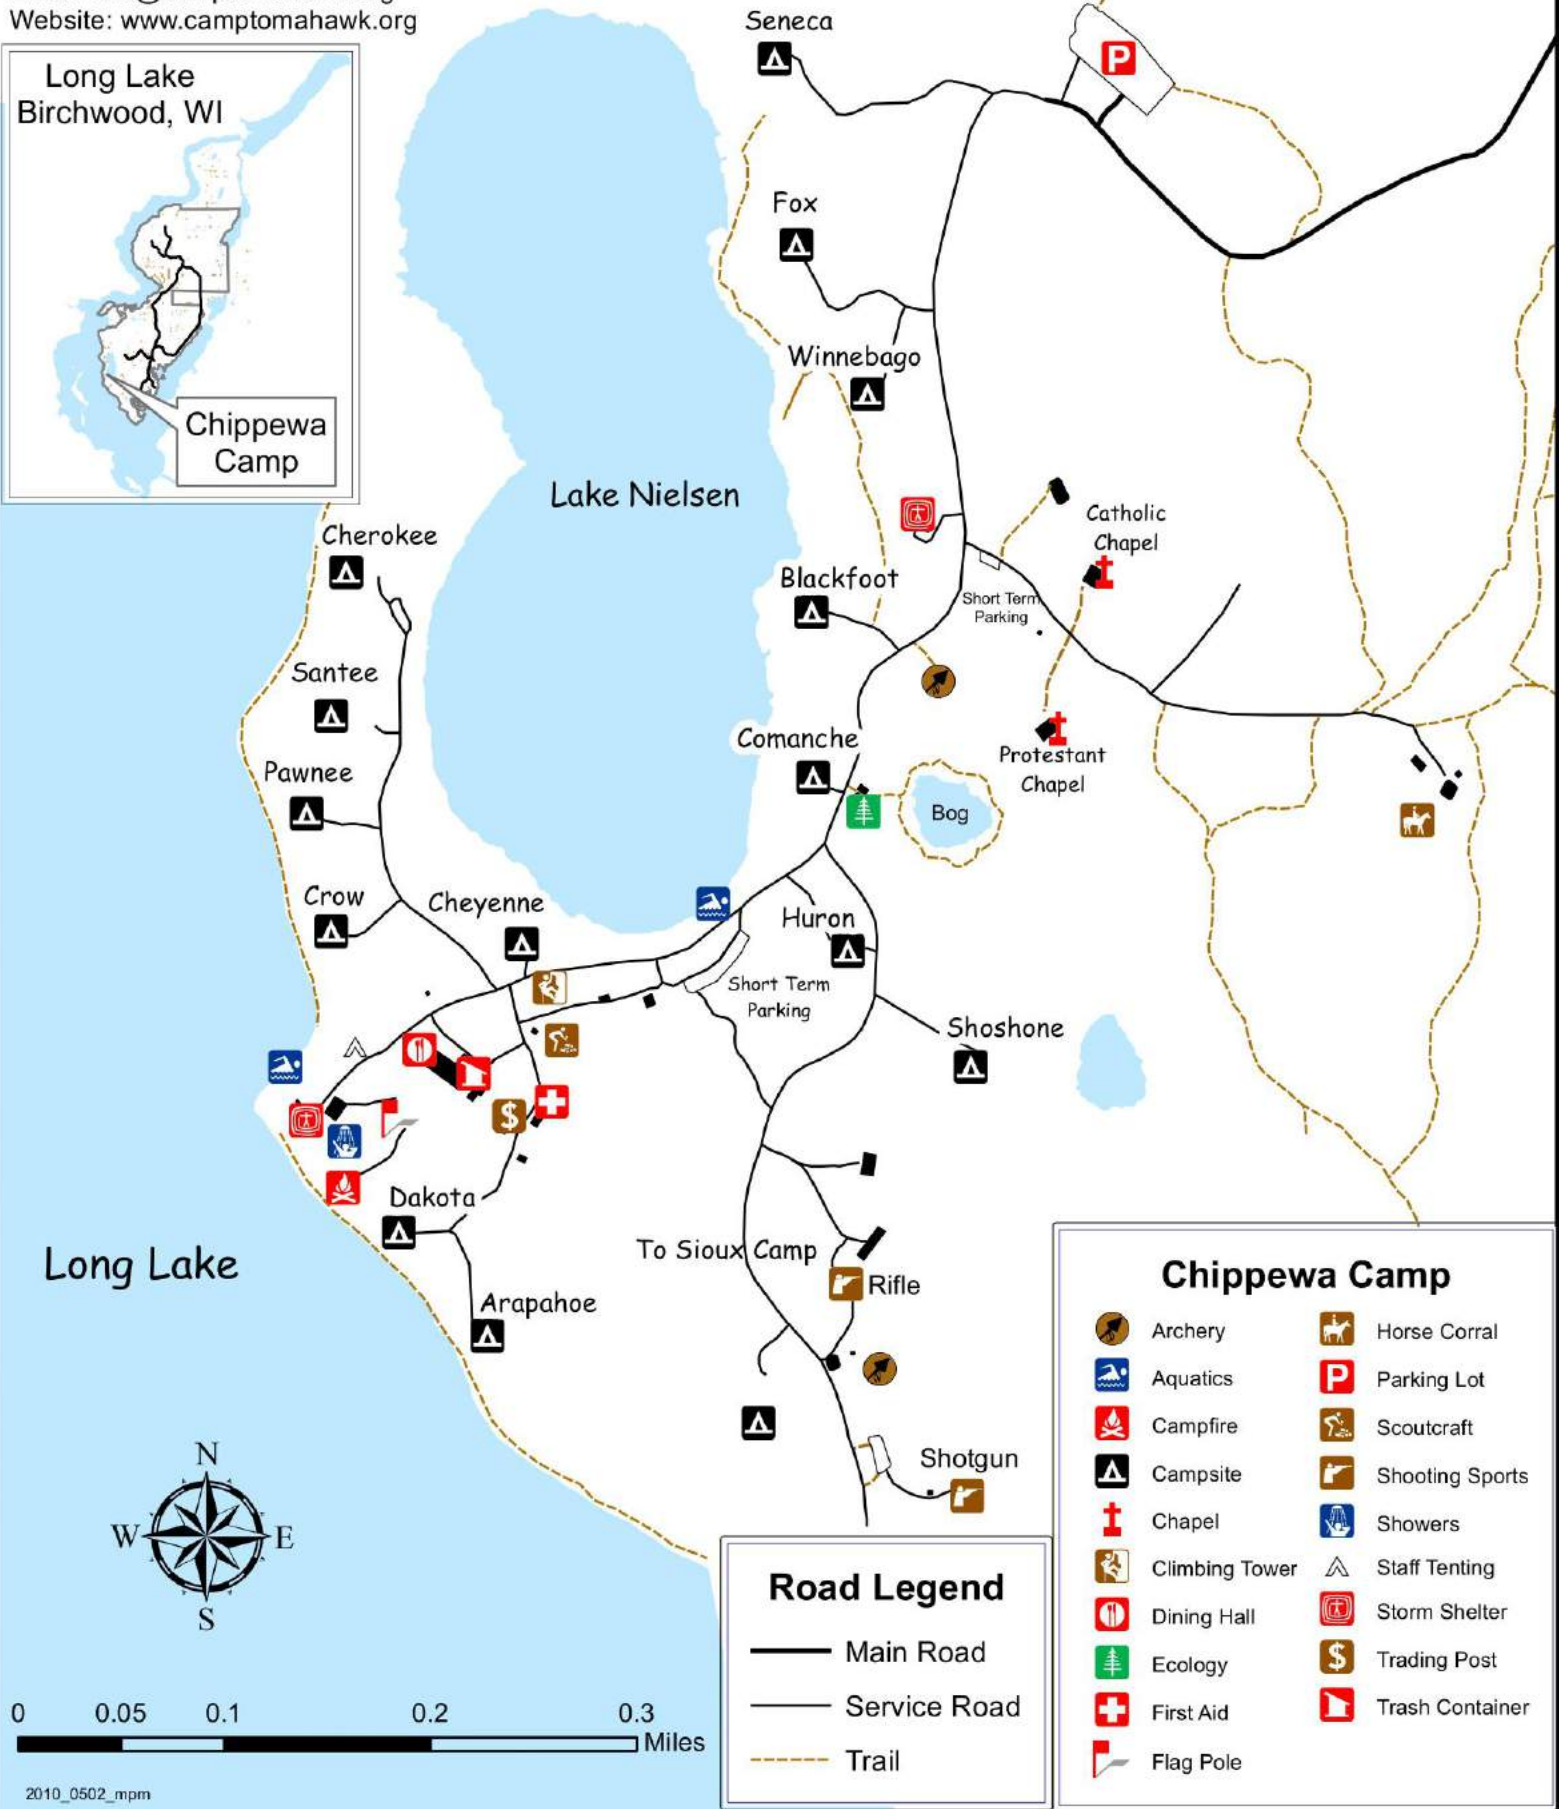 Website: www.camptomahawk.org
Long Lake
Birchwood, WI
Chippewa
Camp
Seneca
P
Fox
Winnebago
Lake Nielsen
Cherokee
Catholic
Chapel
Blackfoot
Short Term
Parking
Santee
Comanche
Protestant
Chapel
Pawnee
Bog
Crow
Cheyenne
Huron
Short Term
Parking
Shoshone
$
Dakota
To Sioux Camp
Long Lake
Rifle
Arapahoe
Shotgun
N
W
E
S
Road Legend
Main Road
Service Road
Trail
Chippewa Camp
Archery
Aquatics
Campfire
Campsite
Chapel
Climbing Tower
Dining Hall
Ecology
First Aid
Flag Pole
Horse Corral
P
Parking Lot
Scoutcraft
Shooting Sports
Showers
Staff Tenting
Storm Shelter
$
Trading Post
Trash Container
0 0.05 0.1 0.2 0.3
Miles
2010_0502_mpm